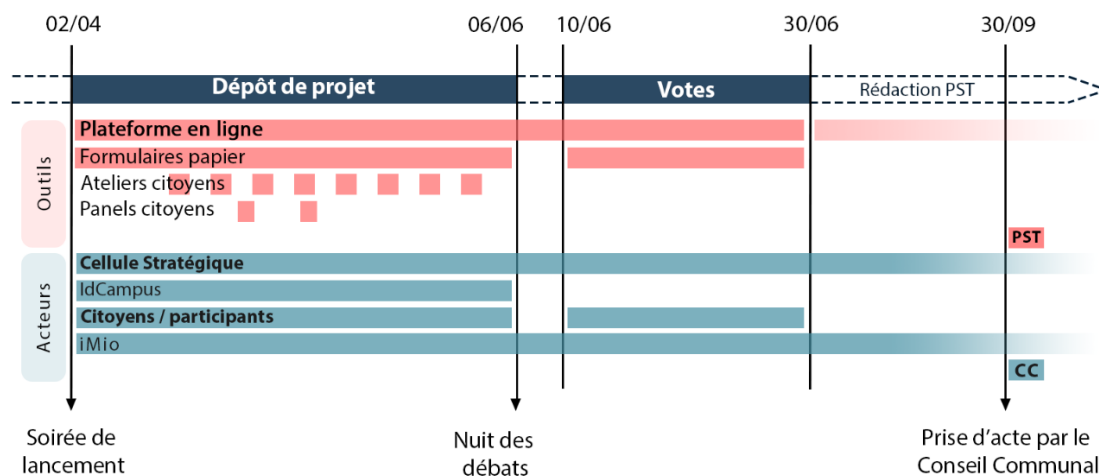 02/04
06/06
10/06
30/06
30/09
Dépôt de projet
Votes
Rédaction PST
Outils
Plateforme en ligne
Formulaires papier
Ateliers citoyens
Panels citoyens
PST
Acteurs
Cellule Stratégique
IdCampus
Citoyens / participants
iMio
CC
Soirée de
lancement
Nuit des
débats
Prise d'acte par le
Conseil Communal